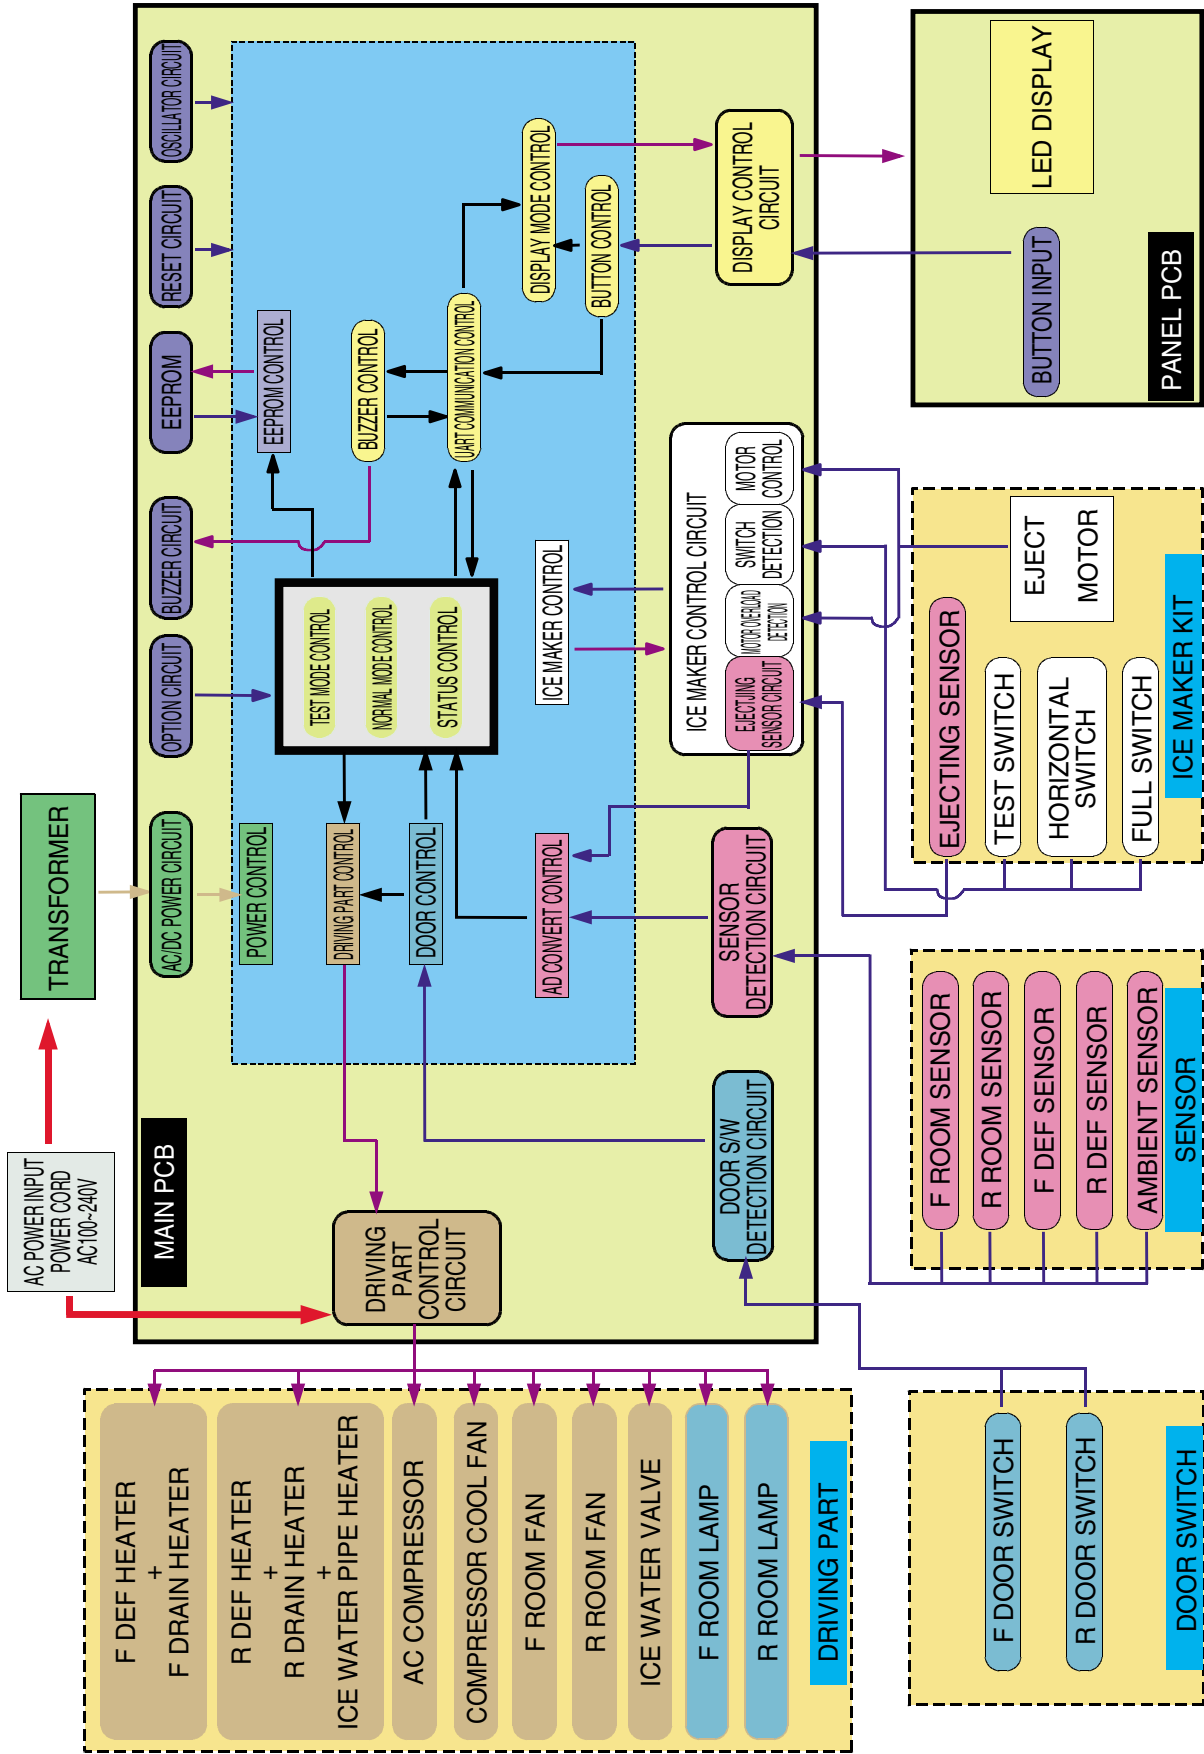 AC POWER INPUT
POWER CORD
AC100~240V
TRANSFORMER
MAIN PCB
AC/DC POWER CIRCUIT
OPTION CIRCUIT
BUZZER CIRCUIT
EEPROM
RESET CIRCUIT
OSCILLATOR CIRCUIT
POWER CONTROL
EEPROM CONTROL
DRIVING PART CONTROL
DOOR CONTROL
TEST MODE CONTROL
NORMAL MODE CONTROL
STATUS CONTROL
BUZZER CONTROL
UART COMMUNICATION CONTROL
DISPLAY MODE CONTROL
BUTTON CONTROL
AD CONVERT CONTROL
ICE MAKER CONTROL
DRIVING
PART
CONTROL
CIRCUIT
DOOR S/W
DETECTION CIRCUIT
SENSOR
DETECTION CIRCUIT
ICE MAKER CONTROL CIRCUIT
EJECTJING
SENSOR CIRCUIT
MOTOR OVERLOAD
DETECTION
SWITCH
DETECTION
MOTOR
CONTROL
DISPLAY CONTROL
CIRCUIT
F DEF HEATER
+
F DRAIN HEATER
R DEF HEATER
+
R DRAIN HEATER
+
ICE WATER PIPE HEATER
AC COMPRESSOR
COMPRESSOR COOL FAN
F ROOM FAN
R ROOM FAN
ICE WATER VALVE
F ROOM LAMP
R ROOM LAMP
DRIVING PART
F DOOR SWITCH
R DOOR SWITCH
DOOR SWITCH
F ROOM SENSOR
R ROOM SENSOR
F DEF SENSOR
R DEF SENSOR
AMBIENT SENSOR
SENSOR
EJECTING SENSOR
TEST SWITCH
HORIZONTAL
SWITCH
FULL SWITCH
EJECT
MOTOR
ICE MAKER KIT
BUTTON INPUT
LED DISPLAY
PANEL PCB